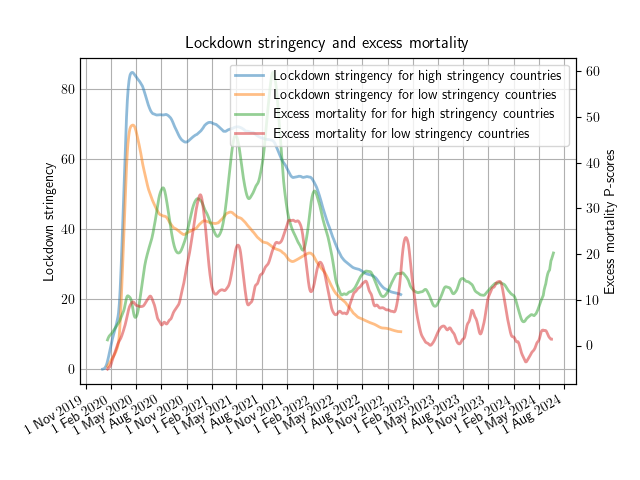 Lockdown stringency and excess mortality
Lockdown stringency for high stringency countries
Lockdown stringency for low stringency countries
Excess mortality for for high stringency countries
Excess mortality for low stringency countries
Lockdown stringency
80
60
40
20
0
Excess mortality P-scores
60
50
40
30
20
10
0
1 Nov 2019
1 Feb 2020
1 May 2020
1 Aug 2020
1 Nov 2020
1 Feb 2021
1 May 2021
1 Aug 2021
1 Nov 2021
1 Feb 2022
1 May 2022
1 Aug 2022
1 Nov 2022
1 Feb 2023
1 May 2023
1 Aug 2023
1 Nov 2023
1 Feb 2024
1 May 2024
1 Aug 2024